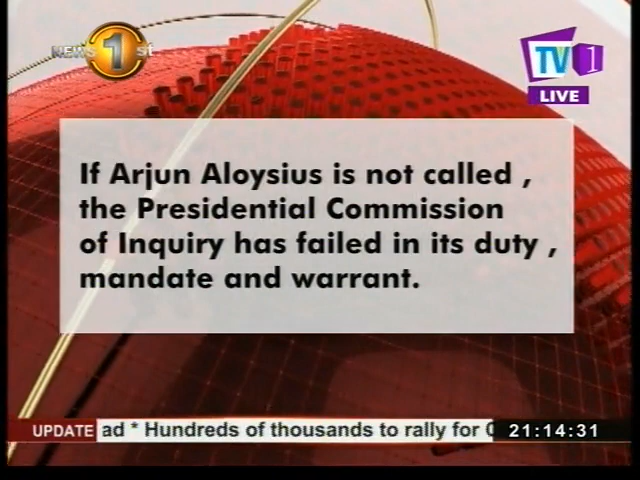 NEWS 1st
TV 1
LIVE
If Arjun Aloysius is not called ,
the Presidential Commission
of Inquiry has failed in its duty ,
mandate and warrant.
UPDATE ad * Hundreds of thousands to rally for 21:14:31